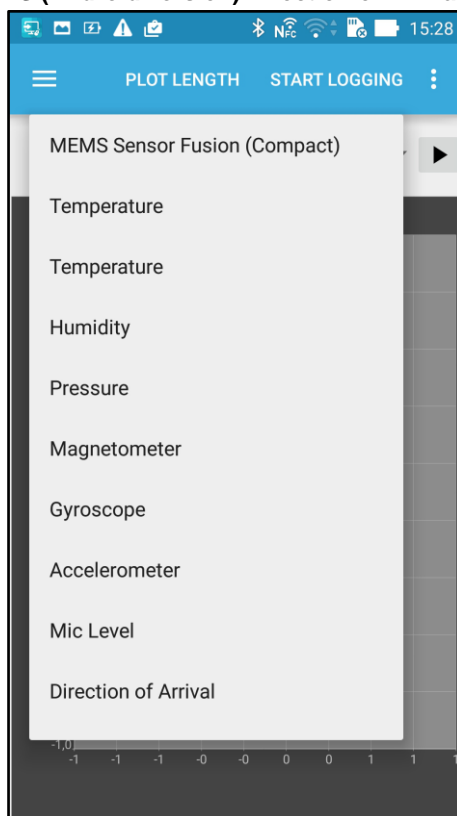 15:28
PLOT LENGTH START LOGGING
MEMS Sensor Fusion (Compact)
Temperature
Temperature
Humidity
Pressure
Magnetometer
Gyroscope
Accelerometer
Mic Level
Direction of Arrival
-1,0
-1 -1 -1 -0 -0 0 0 1 1 1